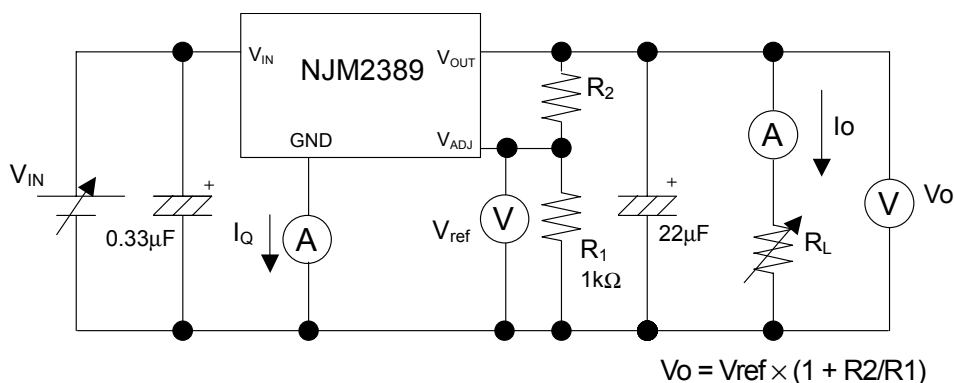 V_IN
NJM2389
V_OUT
R_2
GND
V_ADJ
A
Io
V_IN
+
0.33μF
I_Q
A
V_ref
V
R_1
1kΩ
+
22μF
R_L
V
Vo
Vo = Vref × (1 + R2/R1)